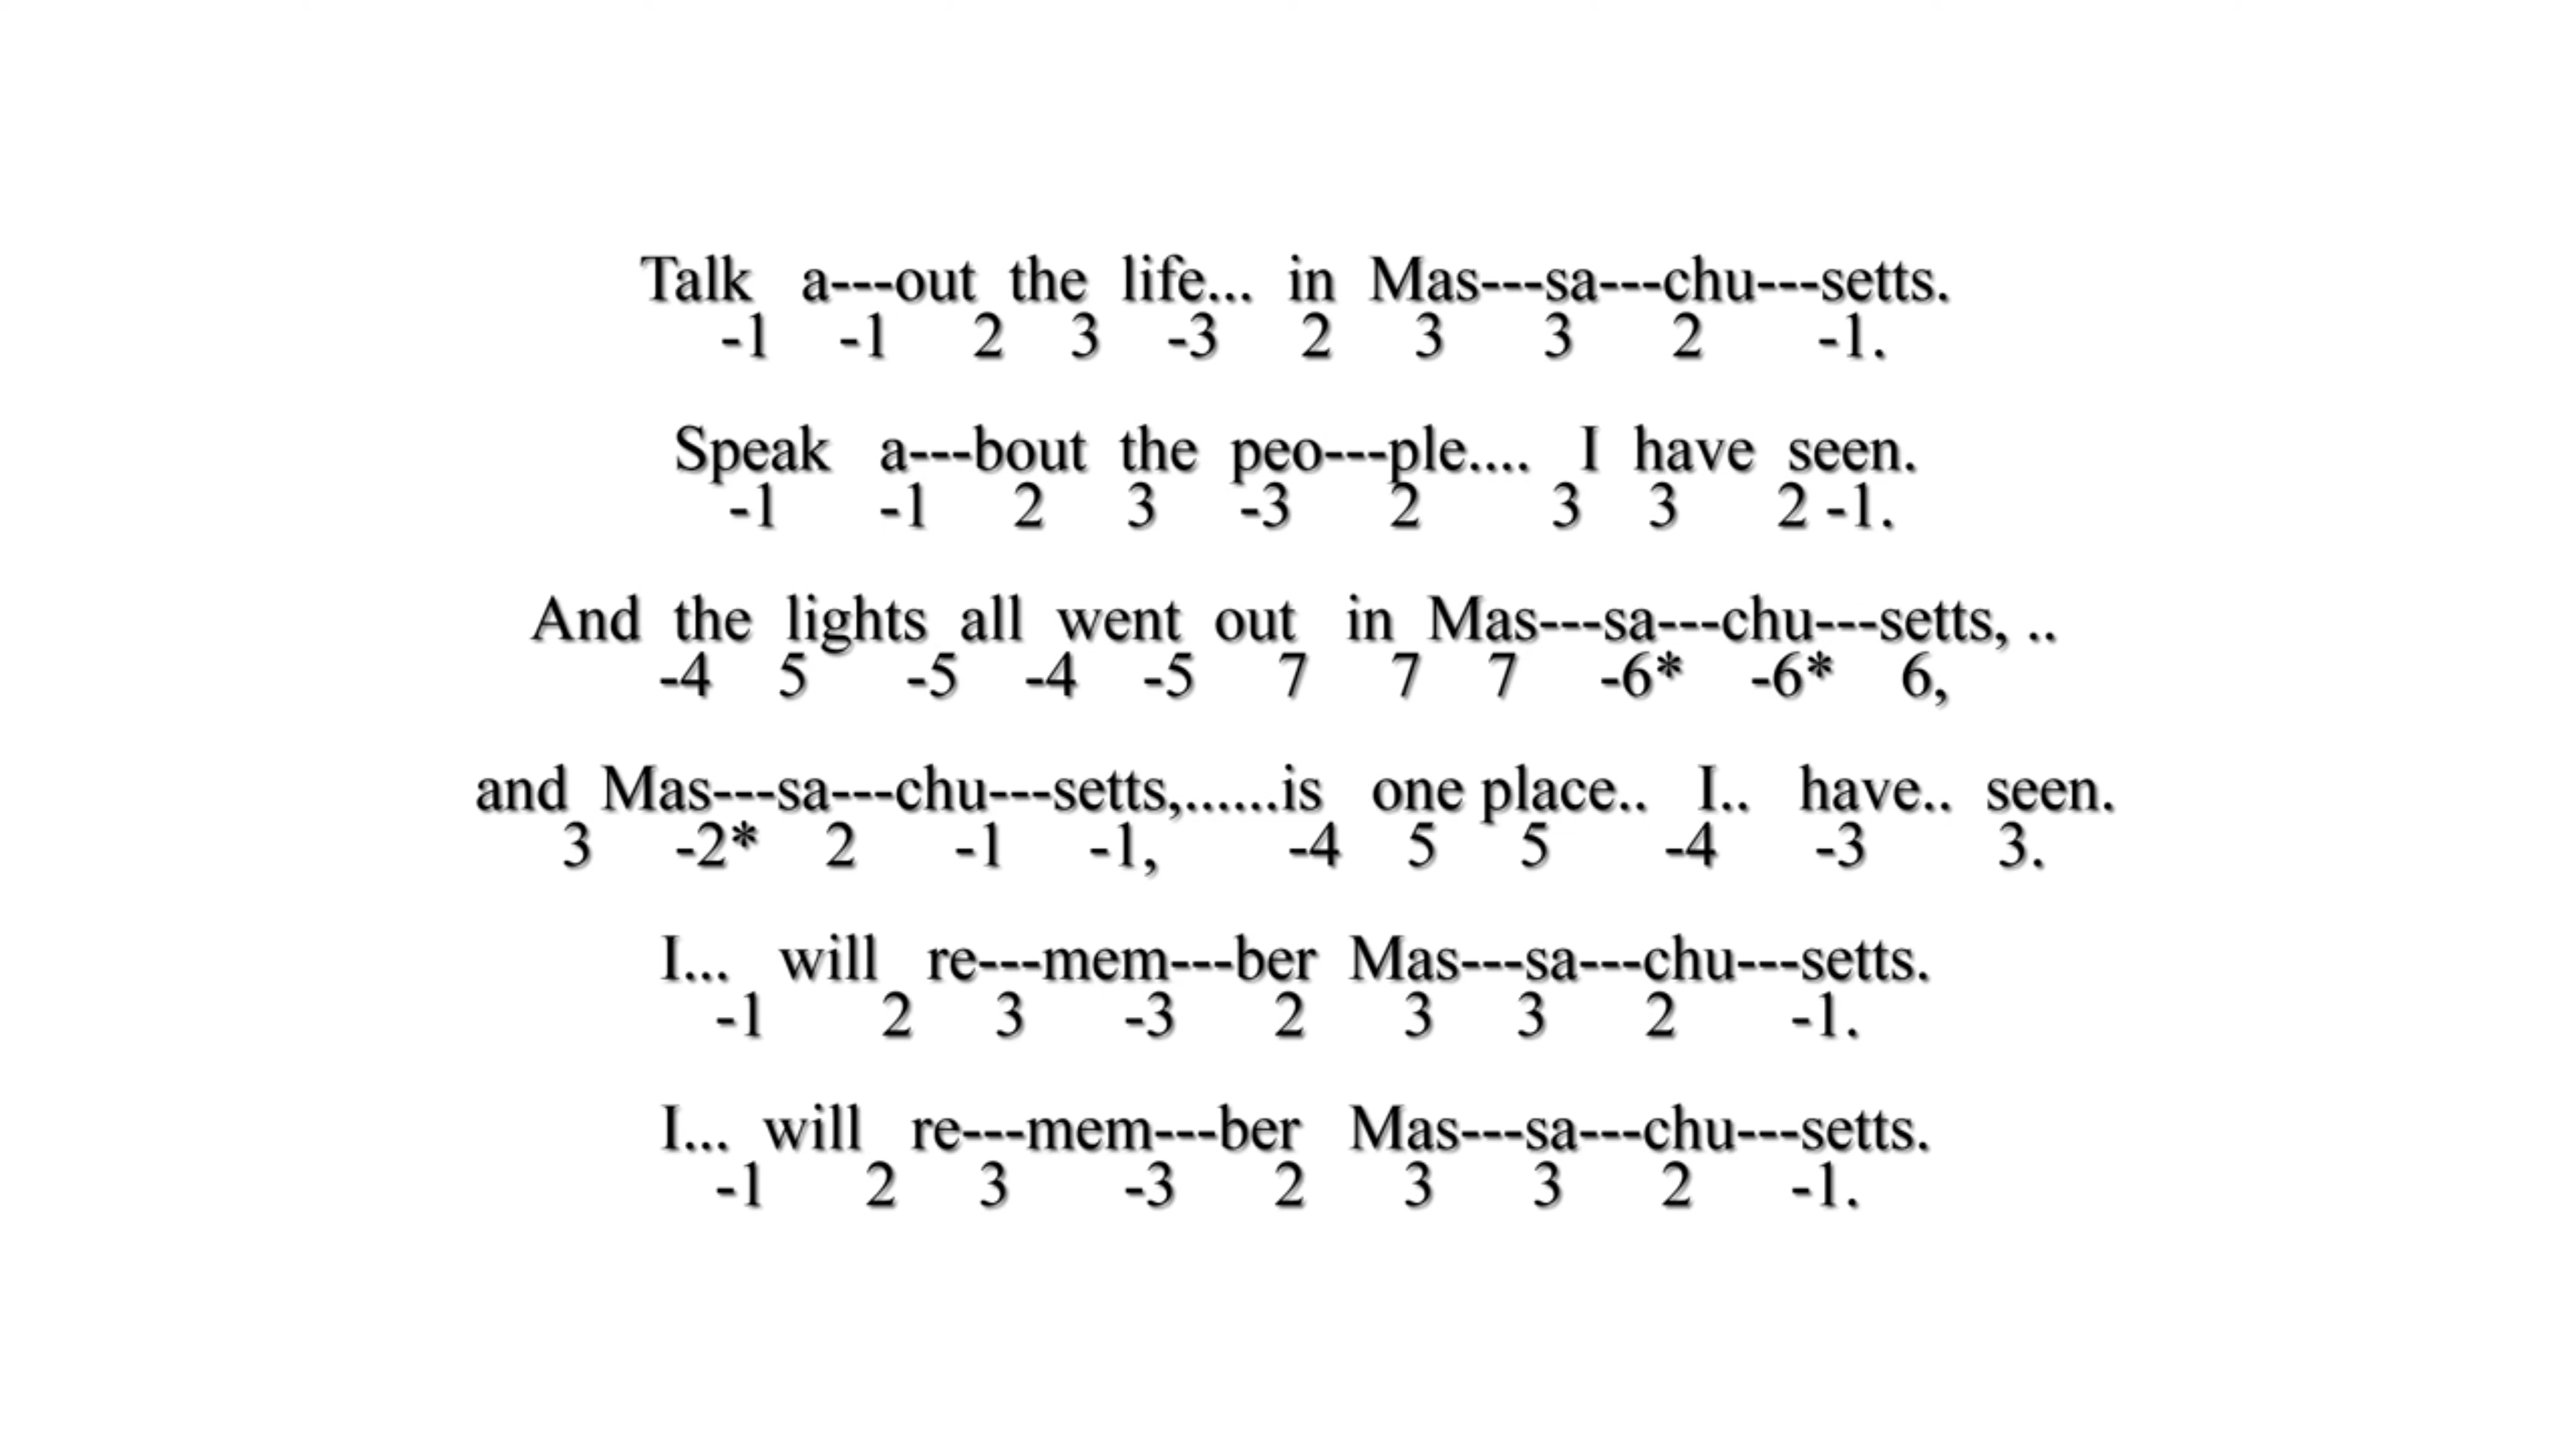 Talk a---out the life... in Mas---sa---chu---setts.
-1 -1 2 3 -3 2 3 3 2 -1.
Speak a---bout the peo---ple.... I have seen.
-1 -1 2 3 -3 2 3 3 2 -1.
And the lights all went out in Mas---sa---chu---setts, ..
-4 5 -5 -4 -5 7 7 7 -6* -6* 6,
and Mas---sa---chu---setts,......is one place.. I.. have.. seen.
3 -2* 2 -1 -1, -4 5 5 -4 -3 3.
I... will re---mem---ber Mas---sa---chu---setts.
-1 2 3 -3 2 3 3 2 -1.
I... will re---mem---ber Mas---sa---chu---setts.
-1 2 3 -3 2 3 3 2 -1.